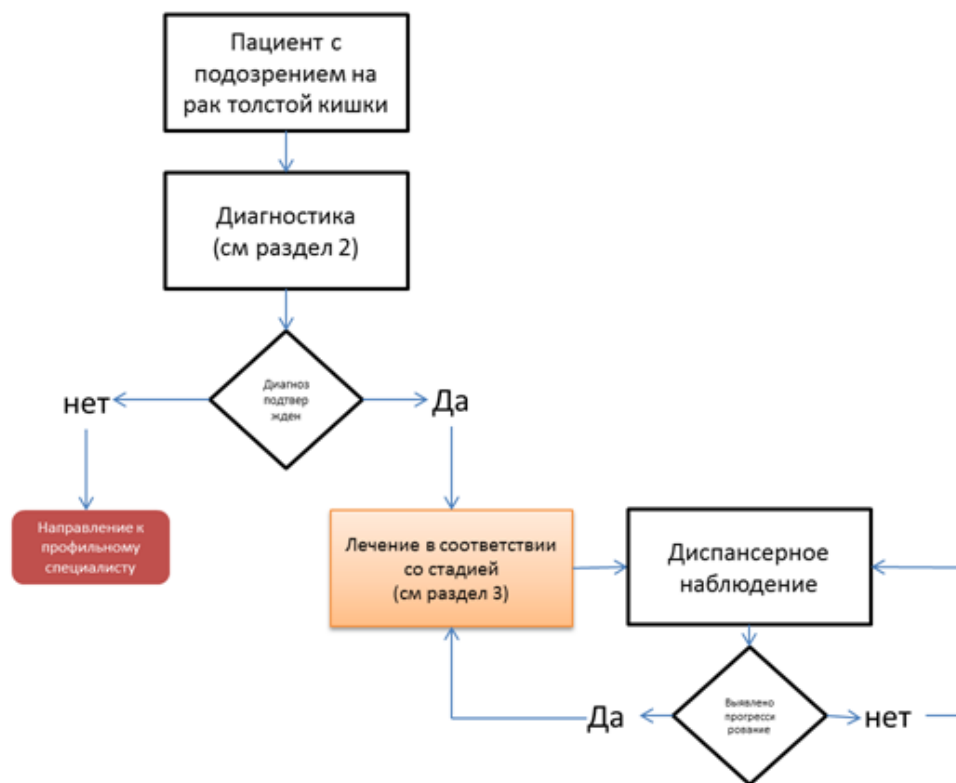 Пациент с
подозрением на
рак толстой кишки
Диагностика
(см раздел 2)
Диагноз
подтвер
жден
нет
Да
Направление к
профильному
специалисту
Лечение в соответствии
со стадией
(см раздел 3)
Диспансерное
наблюдение
Выявлено
прогресси
рование
Да
нет